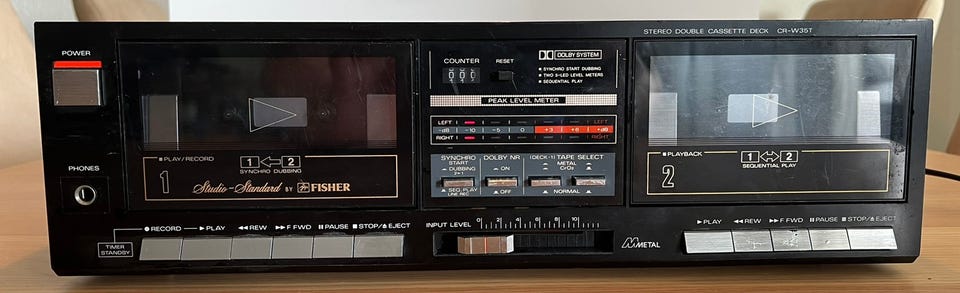 STEREO DOUBLE CASSETTE DECK CR-W35T
POWER
PHONES
■ PLAY/RECORD
1
1 ⇐ 2
SYNCHRO DUBBING
Studio-Standard BY FISHER
COUNTER
RESET
DOLBY SYSTEM
■ SYNCHRO START DUBBING
■ TWO 5-LED LEVEL METERS
■ SEQUENTIAL PLAY
PEAK LEVEL METER
LEFT LEFT
-dB -10 -5 0 +3 +6 +dB
RIGHT RIGHT
SYNCHRO START
DUBBING
SEQ. PLAY
LINE REC
DOLBY NR
ON
OFF
(DECK-1) TAPE SELECT
METAL
CrO₂
NORMAL
■ PLAYBACK
2
1 ⇔ 2
SEQUENTIAL PLAY
TIMER STANDBY
● RECORD ▶ PLAY ◀◀ REW ▶▶ F FWD ❚❚ PAUSE ■ STOP/▲ EJECT
INPUT LEVEL
0 2 4 6 8 10
METAL
▶ PLAY ◀◀ REW ▶▶ F FWD ❚❚ PAUSE ■ STOP/▲ EJECT